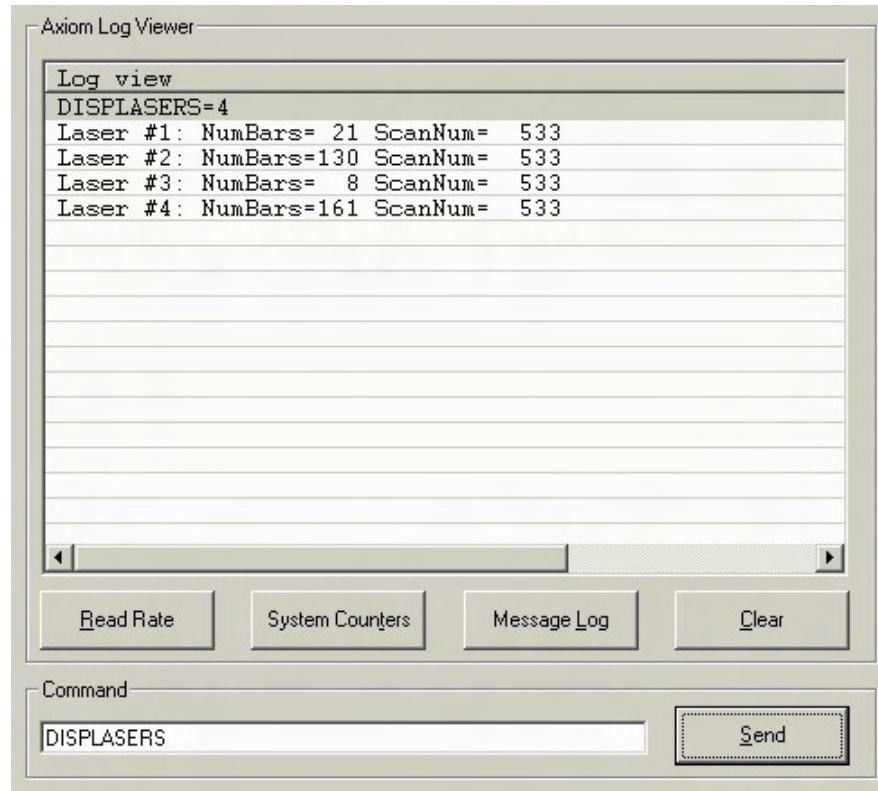 Axiom Log Viewer
Log view
DISPLASERS=4
Laser #1: NumBars= 21 ScanNum=  533
Laser #2: NumBars=130 ScanNum=  533
Laser #3: NumBars=  8 ScanNum=  533
Laser #4: NumBars=161 ScanNum=  533
Read Rate System Counters Message Log Clear
Command
DISPLASERS Send